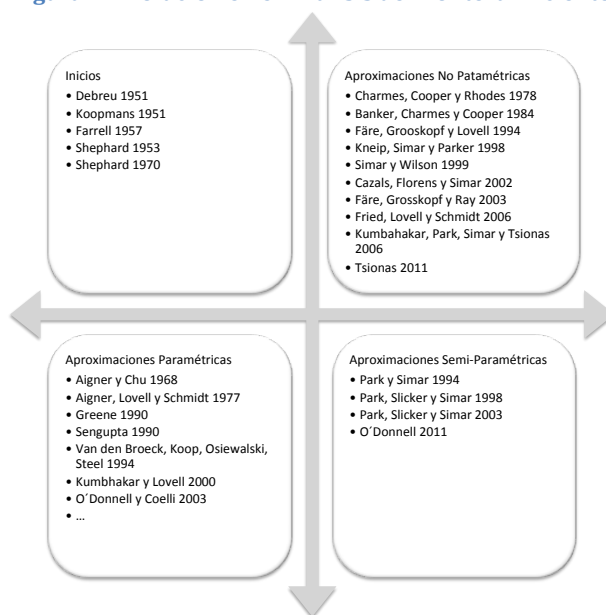 Inicios
• Debreu 1951
• Koopmans 1951
• Farrell 1957
• Shephard 1953
• Shephard 1970
Aproximaciones No Patamétricas
• Charmes, Cooper y Rhodes 1978
• Banker, Charmes y Cooper 1984
• Färe, Grooskopf y Lovell 1994
• Kneip, Simar y Parker 1998
• Simar y Wilson 1999
• Cazals, Florens y Simar 2002
• Färe, Grosskopf y Ray 2003
• Fried, Lovell y Schmidt 2006
• Kumbahakar, Park, Simar y Tsionas
2006
• Tsionas 2011
Aproximaciones Paramétricas
• Aigner y Chu 1968
• Aigner, Lovell y Schmidt 1977
• Greene 1990
• Sengupta 1990
• Van den Broeck, Koop, Osiewalski,
Steel 1994
• Kumbhakar y Lovell 2000
• O´Donnell y Coelli 2003
• ...
Aproximaciones Semi-Paramétricas
• Park y Simar 1994
• Park, Slicker y Simar 1998
• Park, Slicker y Simar 2003
• O´Donnell 2011